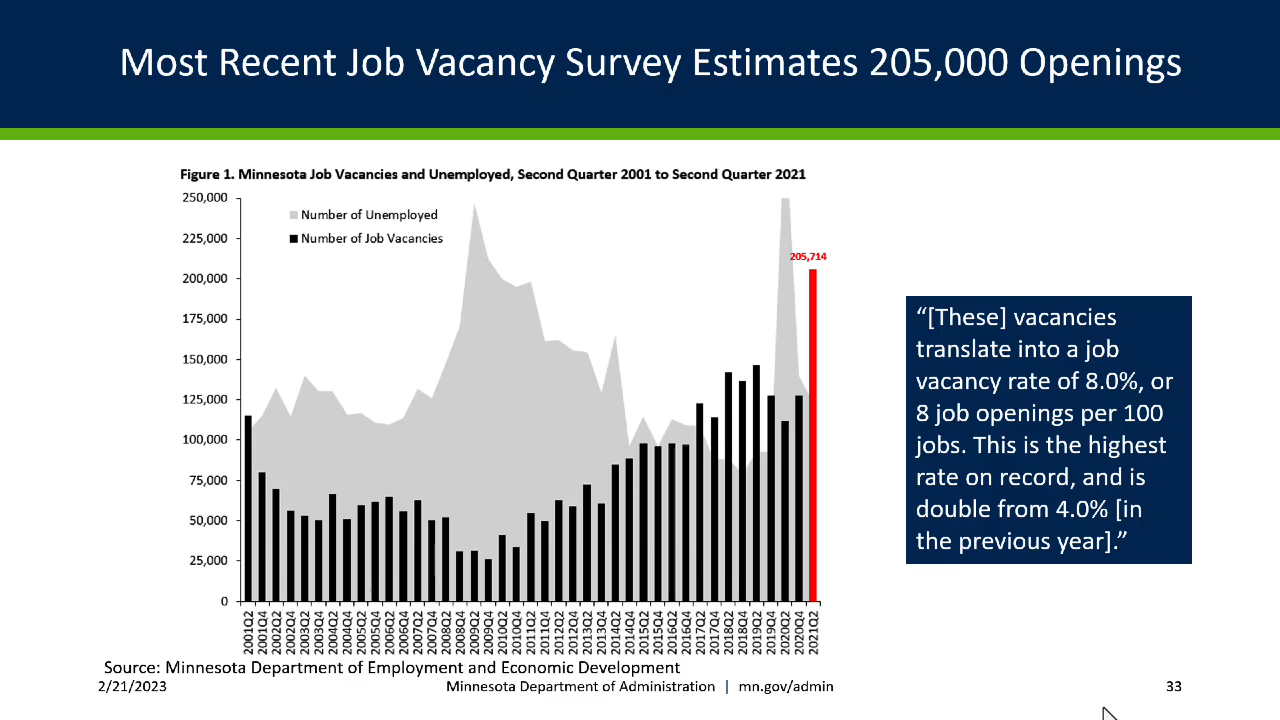 Most Recent Job Vacancy Survey Estimates 205,000 Openings
Figure 1. Minnesota Job Vacancies and Unemployed, Second Quarter 2001 to Second Quarter 2021
250,000
225,000
200,000
175,000
150,000
125,000
100,000
75,000
50,000
25,000
0
Number of Unemployed
Number of Job Vacancies
205,714
2001Q2
2001Q4
2002Q2
2002Q4
2003Q2
2003Q4
2004Q2
2004Q4
2005Q2
2005Q4
2006Q2
2006Q4
2007Q2
2007Q4
2008Q2
2008Q4
2009Q2
2009Q4
2010Q2
2010Q4
2011Q2
2011Q4
2012Q2
2012Q4
2013Q2
2013Q4
2014Q2
2014Q4
2015Q2
2015Q4
2016Q2
2016Q4
2017Q2
2017Q4
2018Q2
2018Q4
2019Q2
2019Q4
2020Q2
2020Q4
2021Q2
“[These] vacancies
translate into a job
vacancy rate of 8.0%, or
8 job openings per 100
jobs. This is the highest
rate on record, and is
double from 4.0% [in
the previous year].”
Source: Minnesota Department of Employment and Economic Development
2/21/2023
Minnesota Department of Administration | mn.gov/admin
33